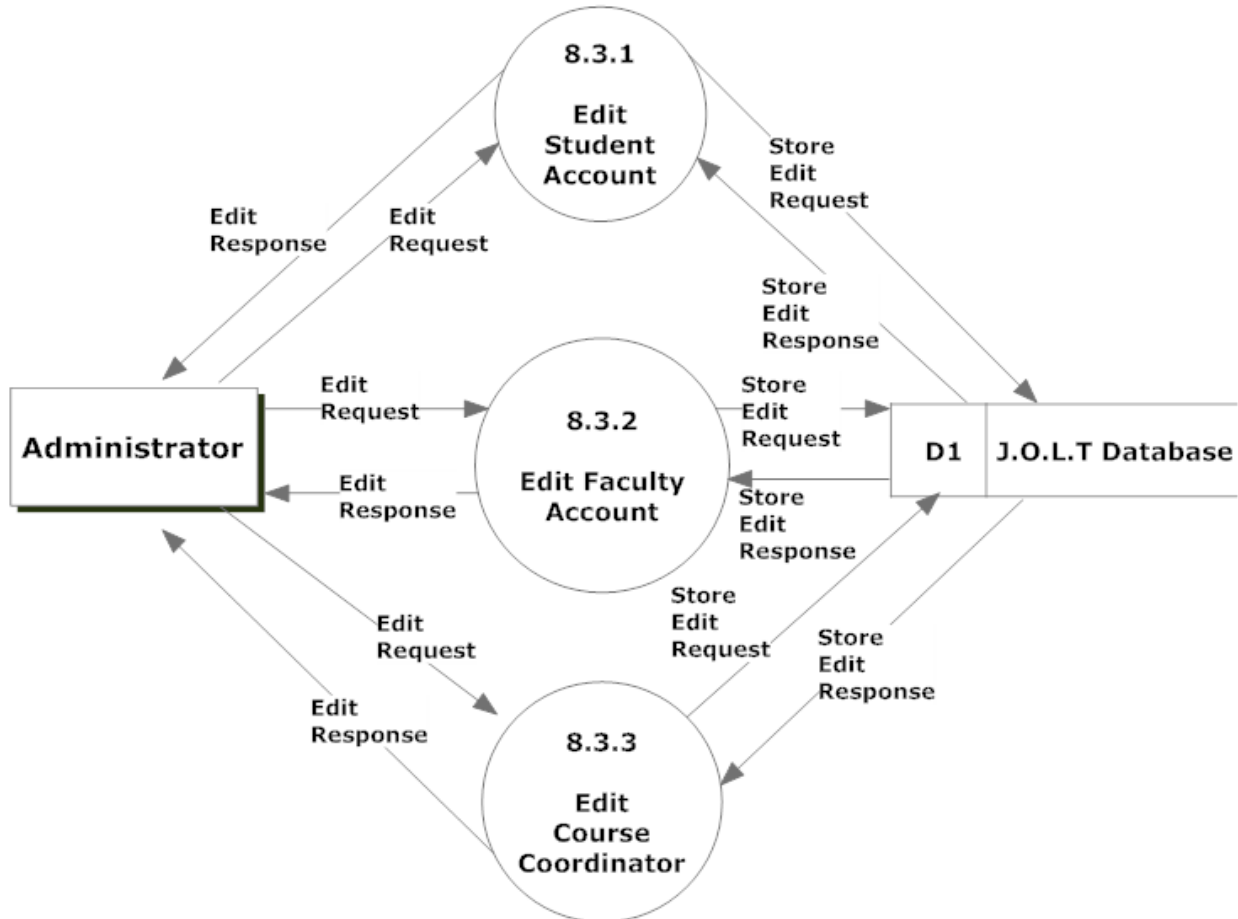 8.3.1
Edit
Student
Account
Store
Edit
Request
Edit
Response
Edit
Request
Store
Edit
Response
Administrator
Edit
Request
Edit
Response
8.3.2
Edit Faculty
Account
Store
Edit
Request
Store
Edit
Response
D1
J.O.L.T Database
Edit
Request
Edit
Response
Store
Edit
Request
Store
Edit
Response
8.3.3
Edit
Course
Coordinator